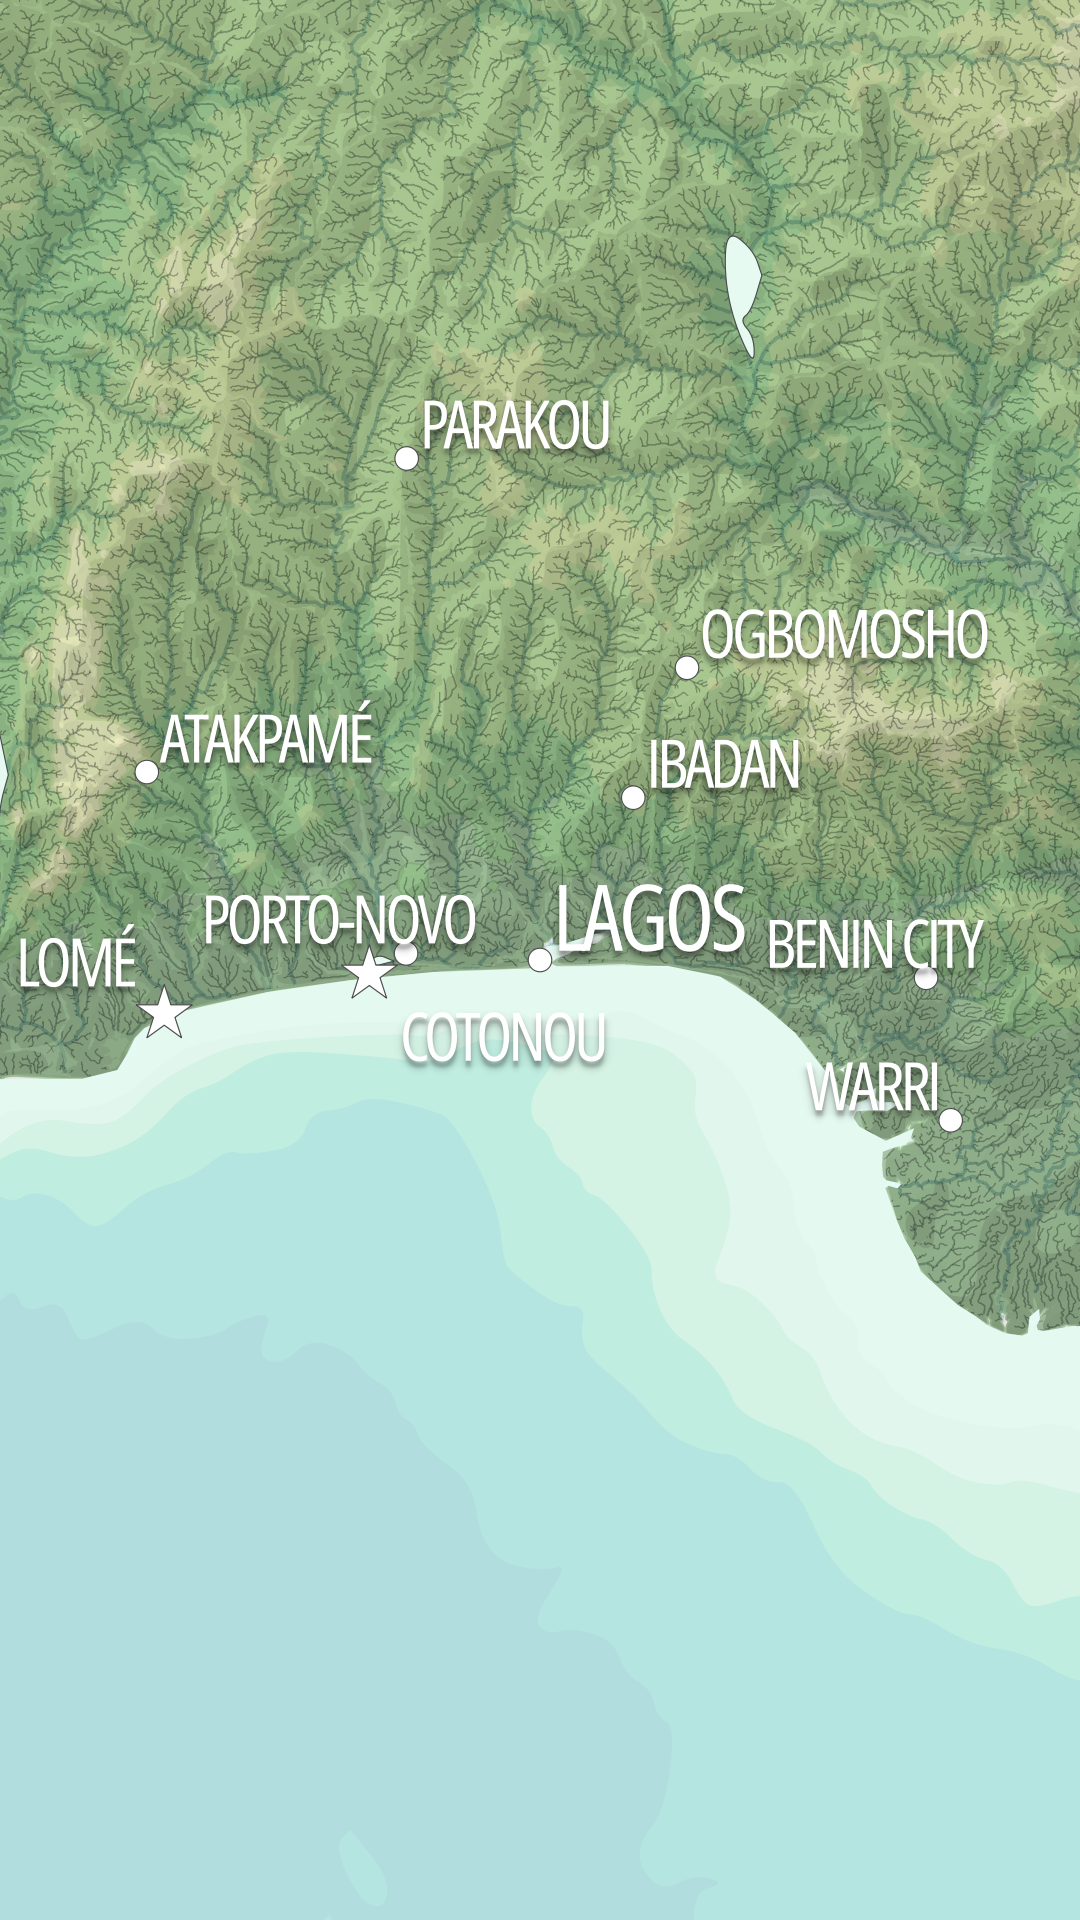 PARAKOU
OGBOMOSHO
ATAKPAMÉ
IBADAN
LAGOS
PORTO-NOVO
BENIN CITY
LOMÉ
COTONOU
WARRI